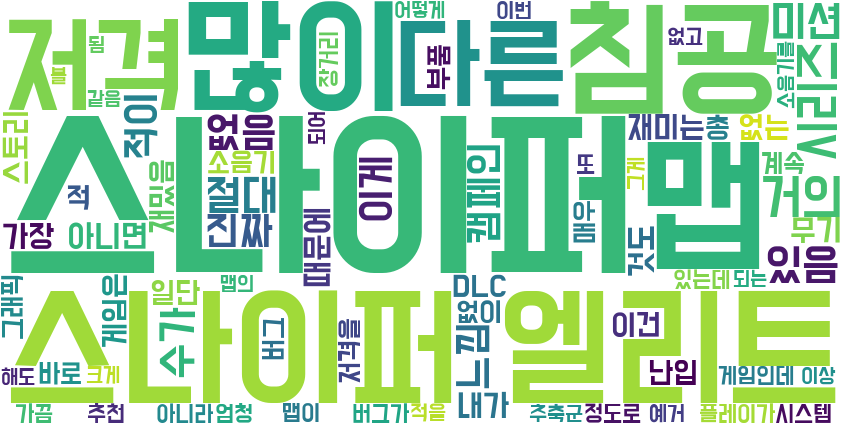 어떻게 이번
저격 많이 다른 침공 미션
됨 볼 같음 장거리 부품 없고 소음기를 시리즈
스토리 적이 없음 되어 재미는 총 없는
스나이퍼 맵
재밌음 소음기 이게 캠페인 또 그게 계속
적 절대 매우 거의
가장 아니면 진짜 때문에 것도 무기 있음
그래픽 게임은 일단 맵의 DLC 없이 있는데 되는
스나이퍼 엘리트
수가 버그 저격을 느낌 이건
해도 바로 크게 내가 난입 게임인데 이상
가끔 추천 아니라 엄청 맵이 버그가 적을 추축군 정도로 예거 플레이가 시스템